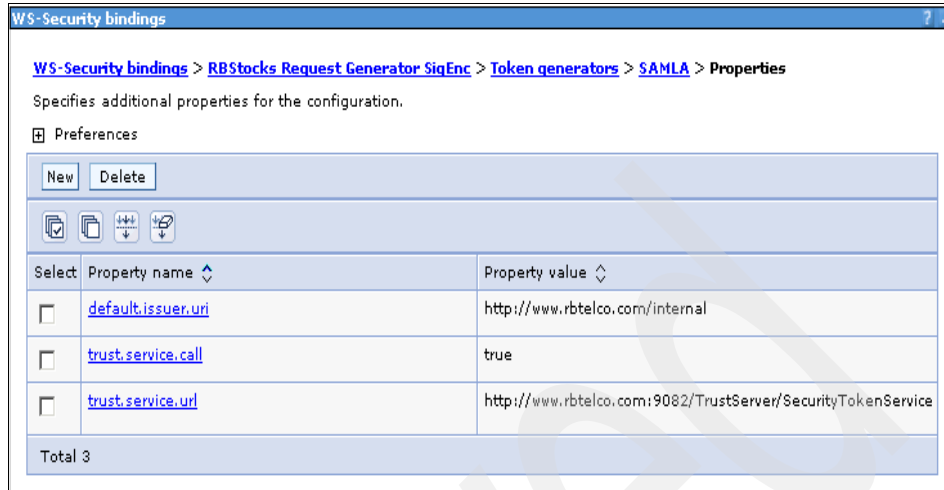 WS-Security bindings ?
WS-Security bindings > RBStocks Request Generator SigEnc > Token generators > SAMLA > Properties
Specifies additional properties for the configuration.
Preferences
New Delete
Select Property name Property value
default.issuer.uri http://www.rbtelco.com/internal
trust.service.call true
trust.service.url http://www.rbtelco.com:9082/TrustServer/SecurityTokenService
Total 3